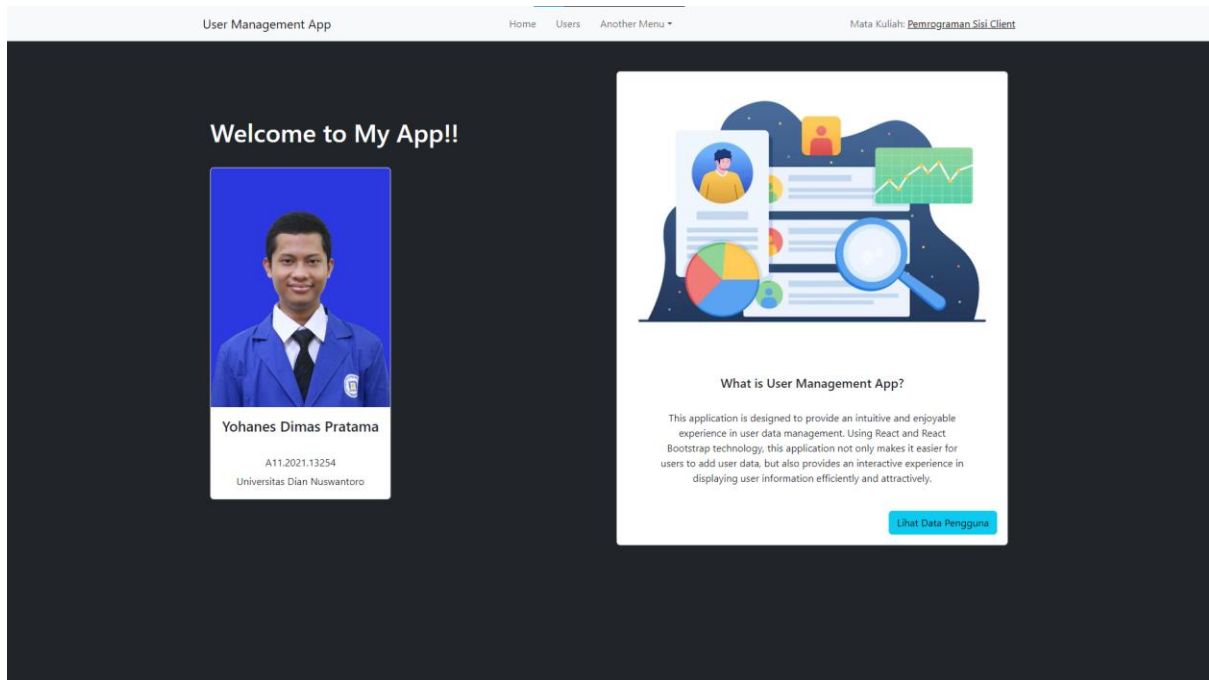 User Management App
Home
Users
Another Menu
Mata Kuliah: Pemrograman Sisi Client
Welcome to My App!!
Yohanes Dimas Pratama
A11.2021.13254
Universitas Dian Nuswantoro
What is User Management App?
This application is designed to provide an intuitive and enjoyable
experience in user data management. Using React and React
Bootstrap technology, this application not only makes it easier for
users to add user data, but also provides an interactive experience in
displaying user information efficiently and attractively.
Lihat Data Pengguna